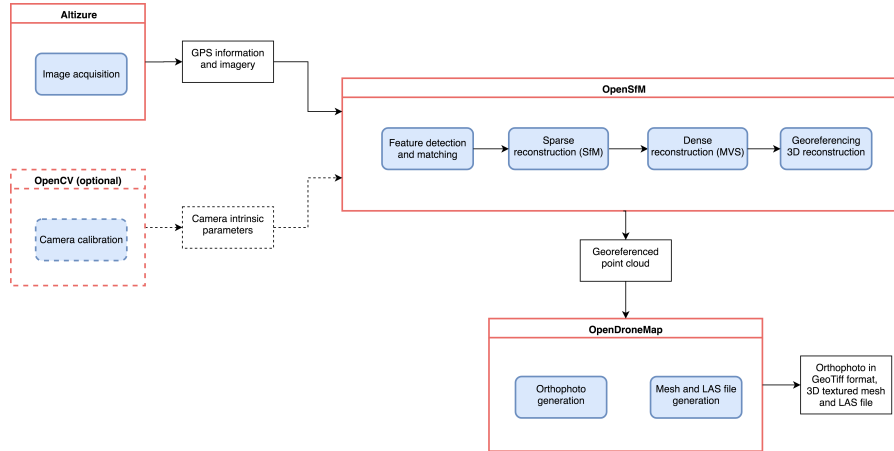 Altizure
Image acquisition
GPS information
and imagery
OpenSfM
Feature detection
and matching
Sparse
reconstruction (SfM)
Dense
reconstruction (MVS)
Georeferencing
3D reconstruction
OpenCV (optional)
Camera calibration
Camera intrinsic
parameters
Georeferenced
point cloud
OpenDroneMap
Orthophoto
generation
Mesh and LAS file
generation
Orthophoto in
GeoTiff format,
3D textured mesh
and LAS file